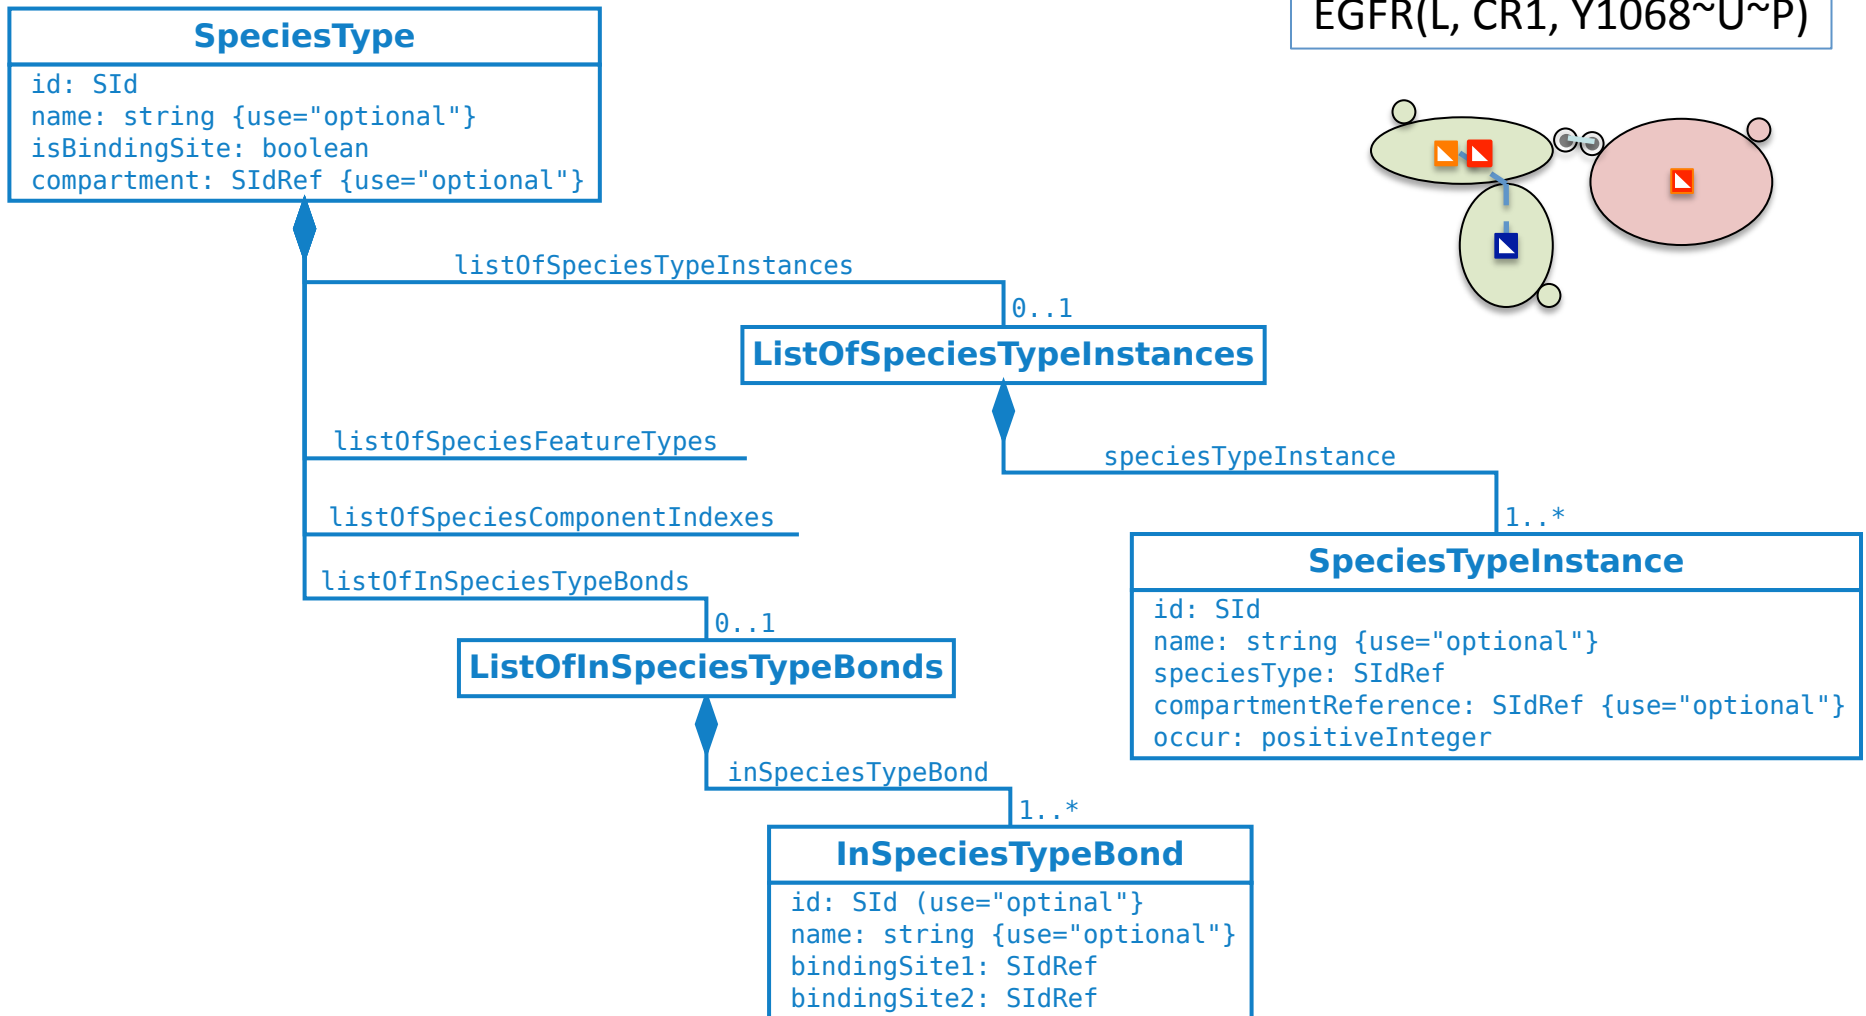 EGFR(L, CR1, Y1068~U~P)
SpeciesType
id: SId
name: string {use="optional"}
isBindingSite: boolean
compartment: SIdRef {use="optional"}
listOfSpeciesTypeInstances
0..1
ListOfSpeciesTypeInstances
listOfSpeciesFeatureTypes
speciesTypeInstance
listOfSpeciesComponentIndexes
1..*
SpeciesTypeInstance
id: SId
name: string {use="optional"}
speciesType: SIdRef
compartmentReference: SIdRef {use="optional"}
occur: positiveInteger
listOfInSpeciesTypeBonds
0..1
ListOfInSpeciesTypeBonds
inSpeciesTypeBond
1..*
InSpeciesTypeBond
id: SId (use="optinal"}
name: string {use="optional"}
bindingSite1: SIdRef
bindingSite2: SIdRef